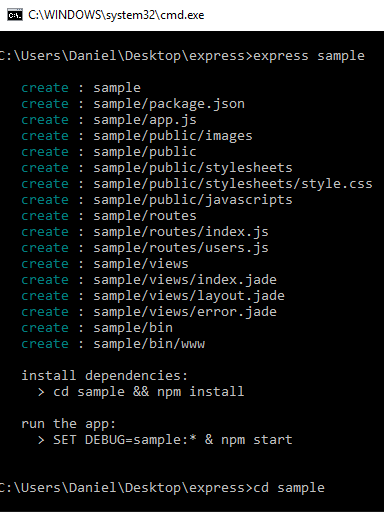 C:\WINDOWS\system32\cmd.exe
C:\Users\Daniel\Desktop\express>express sample
create : sample
create : sample/package.json
create : sample/app.js
create : sample/public/images
create : sample/public
create : sample/public/stylesheets
create : sample/public/stylesheets/style.css
create : sample/public/javascripts
create : sample/routes
create : sample/routes/index.js
create : sample/routes/users.js
create : sample/views
create : sample/views/index.jade
create : sample/views/layout.jade
create : sample/views/error.jade
create : sample/bin
create : sample/bin/www
install dependencies:
> cd sample && npm install
run the app:
> SET DEBUG=sample:* & npm start
C:\Users\Daniel\Desktop\express>cd sample